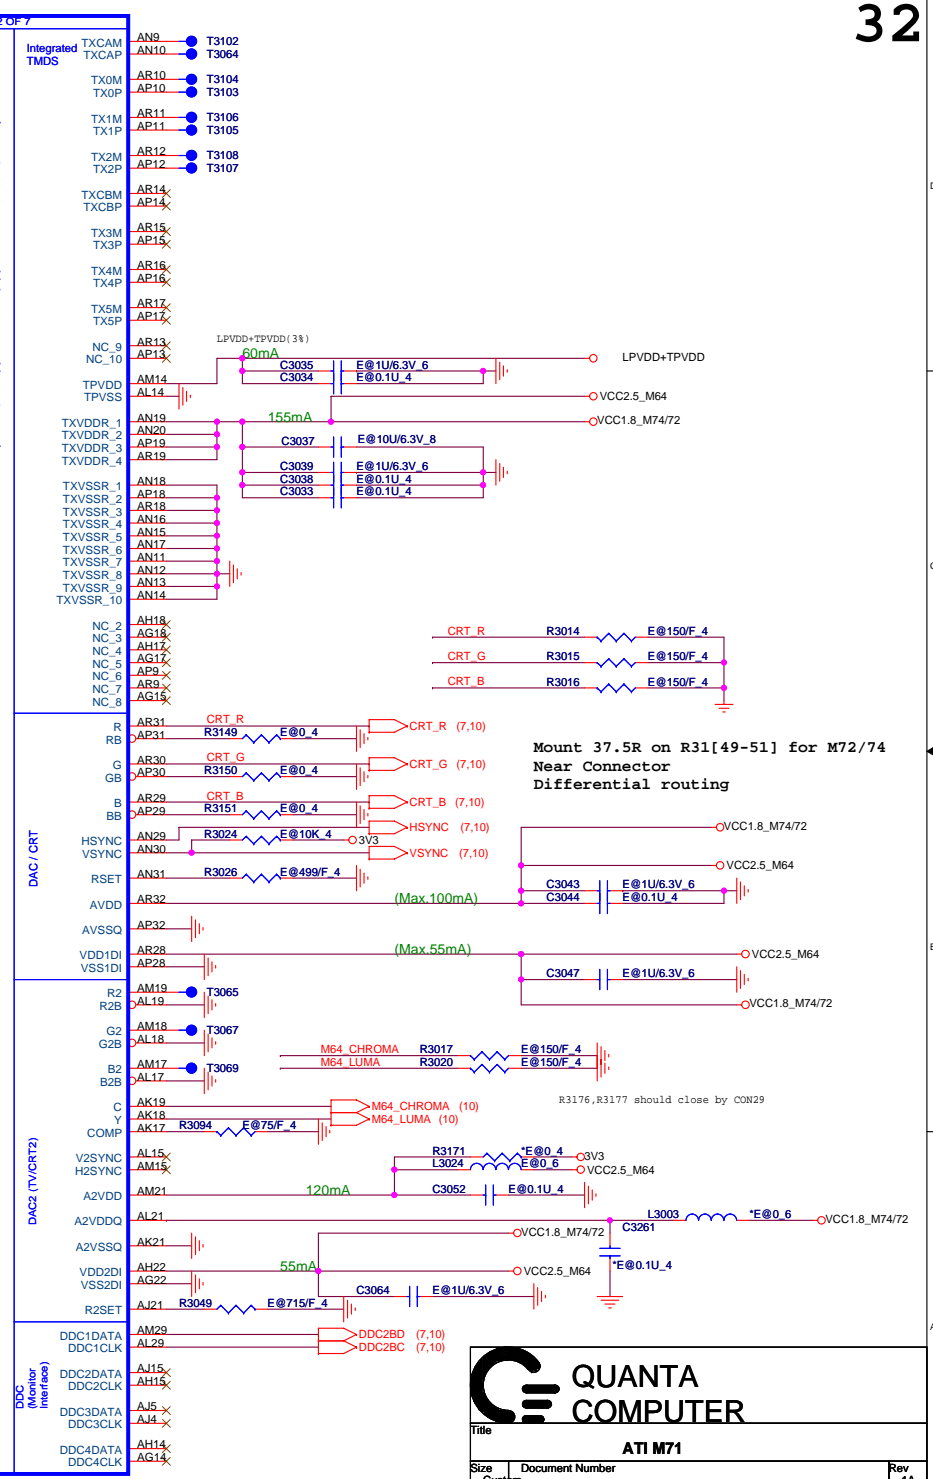 32
2 OF 7
Integrated
TMDS
TXCAM AN9 T3102
TXCAP AN10 T3064
TX0M AR10 T3104
TX0P AP10 T3103
TX1M AR11 T3106
TX1P AP11 T3105
TX2M AR12 T3108
TX2P AP12 T3107
TXCBM AR14
TXCBP AP14
TX3M AR15
TX3P AP15
TX4M AR16
TX4P AP16
TX5M AR17
TX5P AP17
NC_9 AR13
NC_10 AP13
LPVDD+TPVDD(3%)
60mA
LPVDD+TPVDD
C3035 E@1U/6.3V_6
C3034 E@0.1U_4
TPVDD AM14
TPVSS AL14
VCC2.5_M64
TXVDDR_1 AN19 155mA VCC1.8_M74/72
TXVDDR_2 AN20
TXVDDR_3 AP19 C3037 E@10U/6.3V_8
TXVDDR_4 AR19
C3039 E@1U/6.3V_6
C3038 E@0.1U_4
C3033 E@0.1U_4
TXVSSR_1 AN18
TXVSSR_2 AP18
TXVSSR_3 AR18
TXVSSR_4 AN16
TXVSSR_5 AN15
TXVSSR_6 AN17
TXVSSR_7 AN11
TXVSSR_8 AN12
TXVSSR_9 AN13
TXVSSR_10 AN14
NC_2 AH18
NC_3 AG18
NC_4 AH17
NC_5 AG17
NC_6 AP9
NC_7 AR9
NC_8 AG15
CRT_R R3014 E@150/F_4
CRT_G R3015 E@150/F_4
CRT_B R3016 E@150/F_4
DAC / CRT
R AR31 CRT_R CRT_R (7,10)
RB AP31 R3149 E@0_4
G AR30 CRT_G CRT_G (7,10)
GB AP30 R3150 E@0_4
B AR29 CRT_B CRT_B (7,10)
BB AP29 R3151 E@0_4
Mount 37.5R on R31[49-51] for M72/74
Near Connector
Differential routing
HSYNC AN29 HSYNC (7,10)
R3024 E@10K_4 3V3
VSYNC AN30 VSYNC (7,10)
RSET AN31 R3026 E@499/F_4
VCC1.8_M74/72
VCC2.5_M64
C3043 E@1U/6.3V_6
C3044 E@0.1U_4
AVDD AR32 (Max.100mA)
AVSSQ AP32
VDD1DI AR28 (Max.55mA) VCC2.5_M64
VSS1DI AP28
C3047 E@1U/6.3V_6
VCC1.8_M74/72
DAC2 (TV/CRT2)
R2 AM19 T3065
R2B AL19
G2 AM18 T3067
G2B AL18
B2 AM17 T3069
B2B AL17
M64_CHROMA R3017 E@150/F_4
M64_LUMA R3020 E@150/F_4
R3176,R3177 should close by CON29
C AK19 M64_CHROMA (10)
Y AK18 M64_LUMA (10)
COMP AK17 R3094 E@75/F_4
V2SYNC AL15
H2SYNC AM15
R3171 *E@0_4 3V3
L3024 E@0_6 VCC2.5_M64
A2VDD AM21 120mA
C3052 E@0.1U_4
A2VDDQ AL21 L3003 *E@0_6 VCC1.8_M74/72
C3261
*E@0.1U_4
A2VSSQ AK21
VCC1.8_M74/72
VDD2DI AH22 55mA VCC2.5_M64
VSS2DI AG22
C3064 E@1U/6.3V_6
R2SET AJ21 R3049 E@715/F_4
DDC
(Monitor
Interface)
DDC1DATA AM29 DDC2BD (7,10)
DDC1CLK AL29 DDC2BC (7,10)
DDC2DATA AJ15
DDC2CLK AH15
DDC3DATA AJ5
DDC3CLK AJ4
DDC4DATA AH14
DDC4CLK AG14
QUANTA
COMPUTER
Title
ATI M71
Size Document Number Rev
Custom 1A
D
C
B
A